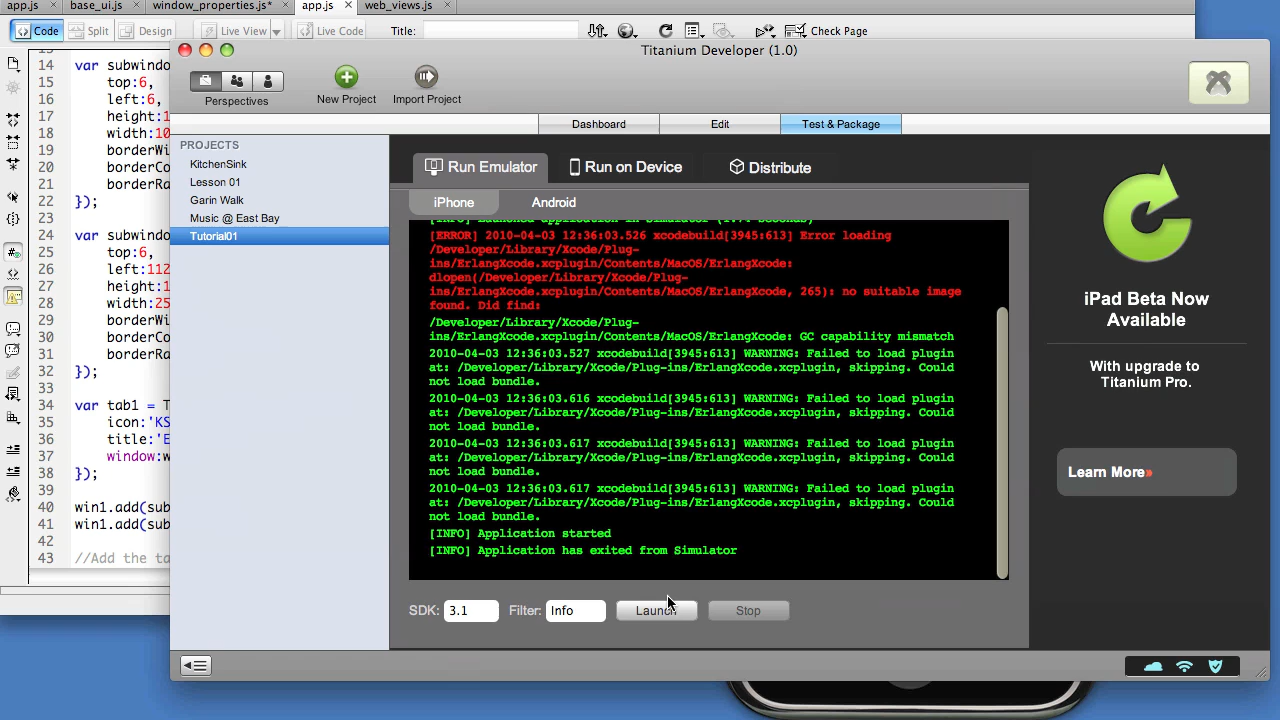 app.js × base_ui.js × window_properties.js* × app.js × web_views.js ×
Code Split Design Live View Live Code Title: Check Page
Titanium Developer (1.0)
Perspectives New Project Import Project
Dashboard Edit Test & Package
PROJECTS
KitchenSink
Lesson 01
Garin Walk
Music @ East Bay
Tutorial01
Run Emulator Run on Device Distribute
iPhone Android
[INFO] Launched application in Simulator (1.74 seconds)
[ERROR] 2010-04-03 12:36:03.526 xcodebuild[3945:613] Error loading
/Developer/Library/Xcode/Plug-
ins/ErlangXcode.xcplugin/Contents/MacOS/ErlangXcode:
dlopen(/Developer/Library/Xcode/Plug-
ins/ErlangXcode.xcplugin/Contents/MacOS/ErlangXcode, 265): no suitable image
found. Did find:
/Developer/Library/Xcode/Plug-
ins/ErlangXcode.xcplugin/Contents/MacOS/ErlangXcode: GC capability mismatch
2010-04-03 12:36:03.527 xcodebuild[3945:613] WARNING: Failed to load plugin
at: /Developer/Library/Xcode/Plug-ins/ErlangXcode.xcplugin, skipping. Could
not load bundle.
2010-04-03 12:36:03.616 xcodebuild[3945:613] WARNING: Failed to load plugin
at: /Developer/Library/Xcode/Plug-ins/ErlangXcode.xcplugin, skipping. Could
not load bundle.
2010-04-03 12:36:03.617 xcodebuild[3945:613] WARNING: Failed to load plugin
at: /Developer/Library/Xcode/Plug-ins/ErlangXcode.xcplugin, skipping. Could
not load bundle.
2010-04-03 12:36:03.617 xcodebuild[3945:613] WARNING: Failed to load plugin
at: /Developer/Library/Xcode/Plug-ins/ErlangXcode.xcplugin, skipping. Could
not load bundle.
[INFO] Application started
[INFO] Application has exited from Simulator
SDK: 3.1 Filter: Info Launch Stop
iPad Beta Now
Available
With upgrade to
Titanium Pro.
Learn More»
14 var subwindo
15 top:6,
16 left:6,
17 height:1
18 width:10
19 borderWi
20 borderCo
21 borderRa
22 });
23
24 var subwindo
25 top:6,
26 left:112
27 height:1
28 width:25
29 borderWi
30 borderCo
31 borderRa
32 });
33
34 var tab1 = T
35 icon:'KS
36 title:'E
37 window:w
38 });
39
40 win1.add(sub
41 win1.add(sub
42
43 //Add the ta